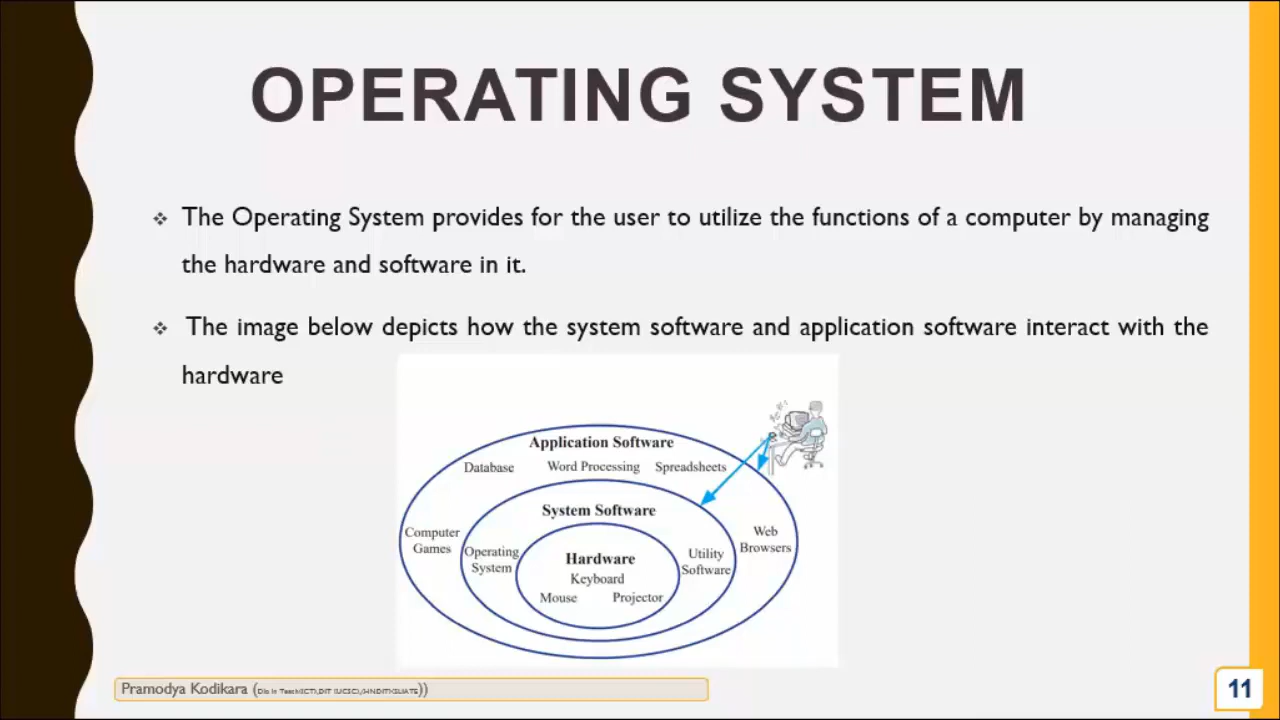 OPERATING SYSTEM
❖ The Operating System provides for the user to utilize the functions of a computer by managing
the hardware and software in it.
❖ The image below depicts how the system software and application software interact with the
hardware
Application Software
Database Word Processing Spreadsheets
System Software
Computer
Games
Operating
System
Hardware
Keyboard
Mouse Projector
Utility
Software
Web
Browsers
Pramodya Kodikara (
11